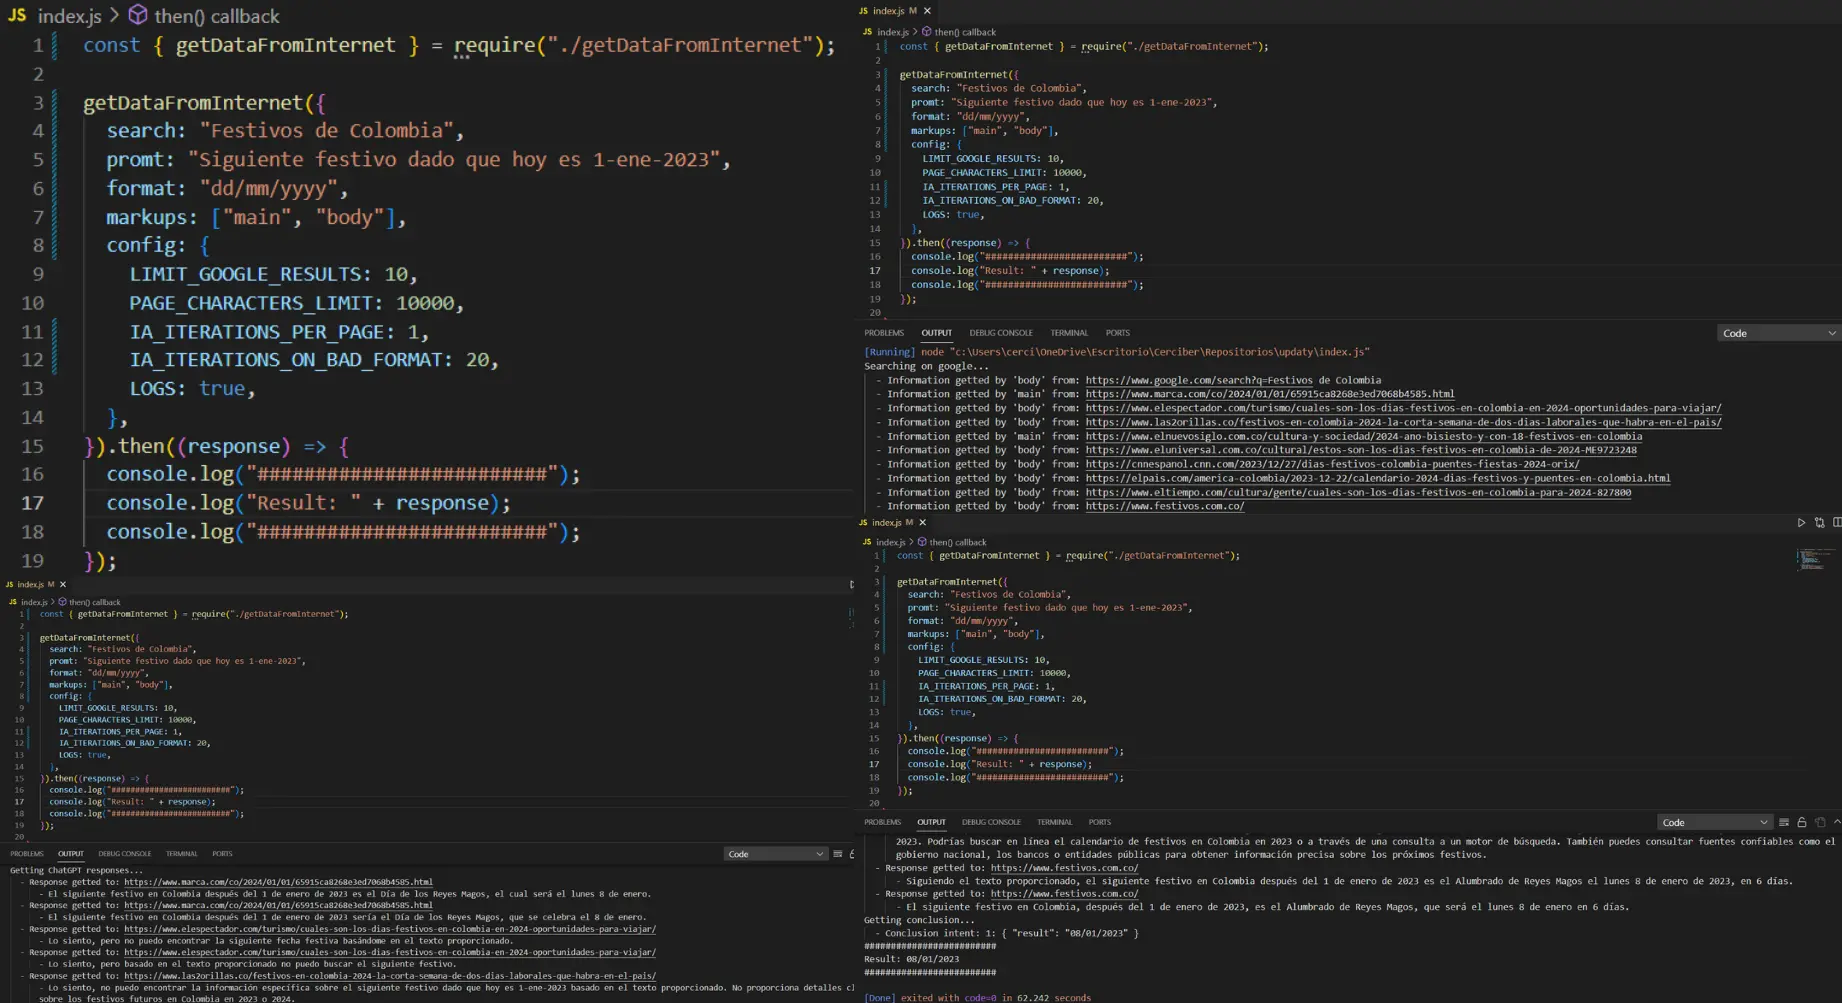 JS index.js > then() callback
1 const { getDataFromInternet } = require("./getDataFromInternet");
2
3 getDataFromInternet({
4 search: "Festivos de Colombia",
5 promt: "Siguiente festivo dado que hoy es 1-ene-2023",
6 format: "dd/mm/yyyy",
7 markups: ["main", "body"],
8 config: {
9 LIMIT_GOOGLE_RESULTS: 10,
10 PAGE_CHARACTERS_LIMIT: 10000,
11 IA_ITERATIONS_PER_PAGE: 1,
12 IA_ITERATIONS_ON_BAD_FORMAT: 20,
13 LOGS: true,
14 },
15 }).then((response) => {
16 console.log("#########################");
17 console.log("Result: " + response);
18 console.log("#########################");
19 });
JS index.js M ×
JS index.js > then() callback
1 const { getDataFromInternet } = require("./getDataFromInternet");
2
3 getDataFromInternet({
4 search: "Festivos de Colombia",
5 promt: "Siguiente festivo dado que hoy es 1-ene-2023",
6 format: "dd/mm/yyyy",
7 markups: ["main", "body"],
8 config: {
9 LIMIT_GOOGLE_RESULTS: 10,
10 PAGE_CHARACTERS_LIMIT: 10000,
11 IA_ITERATIONS_PER_PAGE: 1,
12 IA_ITERATIONS_ON_BAD_FORMAT: 20,
13 LOGS: true,
14 },
15 }).then((response) => {
16 console.log("#########################");
17 console.log("Result: " + response);
18 console.log("#########################");
19 });
20
PROBLEMS OUTPUT DEBUG CONSOLE TERMINAL PORTS Code
[Running] node "c:\Users\cerci\OneDrive\Escritorio\Cerciber\Repositorios\updaty\index.js"
Searching on google...
- Information getted by 'body' from: https://www.google.com/search?q=Festivos de Colombia
- Information getted by 'main' from: https://www.marca.com/co/2024/01/01/65915ca8268e3ed7068b4585.html
- Information getted by 'body' from: https://www.elespectador.com/turismo/cuales-son-los-dias-festivos-en-colombia-en-2024-oportunidades-para-viajar/
- Information getted by 'body' from: https://www.las2orillas.co/festivos-en-colombia-2024-la-corta-semana-de-dos-dias-laborales-que-habra-en-el-pais/
- Information getted by 'main' from: https://www.elnuevosiglo.com.co/cultura-y-sociedad/2024-ano-bisiesto-y-con-18-festivos-en-colombia
- Information getted by 'body' from: https://www.eluniversal.com.co/cultural/estos-son-los-dias-festivos-en-colombia-de-2024-ME9723248
- Information getted by 'body' from: https://cnnespanol.cnn.com/2023/12/27/dias-festivos-colombia-puentes-fiestas-2024-orix/
- Information getted by 'body' from: https://elpais.com/america-colombia/2023-12-22/calendario-2024-dias-festivos-y-puentes-en-colombia.html
- Information getted by 'body' from: https://www.eltiempo.com/cultura/gente/cuales-son-los-dias-festivos-en-colombia-para-2024-827800
- Information getted by 'body' from: https://www.festivos.com.co/
JS index.js M ×
JS index.js > then() callback
1 const { getDataFromInternet } = require("./getDataFromInternet");
2
3 getDataFromInternet({
4 search: "Festivos de Colombia",
5 promt: "Siguiente festivo dado que hoy es 1-ene-2023",
6 format: "dd/mm/yyyy",
7 markups: ["main", "body"],
8 config: {
9 LIMIT_GOOGLE_RESULTS: 10,
10 PAGE_CHARACTERS_LIMIT: 10000,
11 IA_ITERATIONS_PER_PAGE: 1,
12 IA_ITERATIONS_ON_BAD_FORMAT: 20,
13 LOGS: true,
14 },
15 }).then((response) => {
16 console.log("#########################");
17 console.log("Result: " + response);
18 console.log("#########################");
19 });
20
PROBLEMS OUTPUT DEBUG CONSOLE TERMINAL PORTS Code
Getting ChatGPT responses...
- Response getted to: https://www.marca.com/co/2024/01/01/65915ca8268e3ed7068b4585.html
- El siguiente festivo en Colombia después del 1 de enero de 2023 es el Día de los Reyes Magos, el cual será el lunes 8 de enero.
- Response getted to: https://www.marca.com/co/2024/01/01/65915ca8268e3ed7068b4585.html
- El siguiente festivo en Colombia después del 1 de enero de 2023 sería el Día de los Reyes Magos, que se celebra el 8 de enero.
- Response getted to: https://www.elespectador.com/turismo/cuales-son-los-dias-festivos-en-colombia-en-2024-oportunidades-para-viajar/
- Lo siento, pero no puedo encontrar la siguiente fecha festiva basándome en el texto proporcionado.
- Response getted to: https://www.elespectador.com/turismo/cuales-son-los-dias-festivos-en-colombia-en-2024-oportunidades-para-viajar/
- Lo siento, pero basado en el texto proporcionado no puedo buscar el siguiente festivo.
- Response getted to: https://www.las2orillas.co/festivos-en-colombia-2024-la-corta-semana-de-dos-dias-laborales-que-habra-en-el-pais/
- Lo siento, no puedo encontrar la información específica sobre el siguiente festivo dado que hoy es 1-ene-2023 basado en el texto proporcionado. No proporciona detalles
sobre los festivos futuros en Colombia en 2023 o 2024.
JS index.js M ×
JS index.js > then() callback
1 const { getDataFromInternet } = require("./getDataFromInternet");
2
3 getDataFromInternet({
4 search: "Festivos de Colombia",
5 promt: "Siguiente festivo dado que hoy es 1-ene-2023",
6 format: "dd/mm/yyyy",
7 markups: ["main", "body"],
8 config: {
9 LIMIT_GOOGLE_RESULTS: 10,
10 PAGE_CHARACTERS_LIMIT: 10000,
11 IA_ITERATIONS_PER_PAGE: 1,
12 IA_ITERATIONS_ON_BAD_FORMAT: 20,
13 LOGS: true,
14 },
15 }).then((response) => {
16 console.log("#########################");
17 console.log("Result: " + response);
18 console.log("#########################");
19 });
20
PROBLEMS OUTPUT DEBUG CONSOLE TERMINAL PORTS Code
2023. Podrías buscar en línea el calendario de festivos en Colombia en 2023 o a través de una consulta a un motor de búsqueda. También puedes consultar fuentes confiables como el
gobierno nacional, los bancos o entidades públicas para obtener información precisa sobre los próximos festivos.
- Response getted to: https://www.festivos.com.co/
- Siguiendo el texto proporcionado, el siguiente festivo en Colombia después del 1 de enero de 2023 es el Alumbrado de Reyes Magos el lunes 8 de enero de 2023, en 6 días.
- Response getted to: https://www.festivos.com.co/
- El siguiente festivo en Colombia, después del 1 de enero de 2023, es el Alumbrado de Reyes Magos, que será el lunes 8 de enero en 6 días.
Getting conclusion...
- Conclusion intent: 1: { "result": "08/01/2023" }
#########################
Result: 08/01/2023
#########################
[Done] exited with code=0 in 62.242 seconds